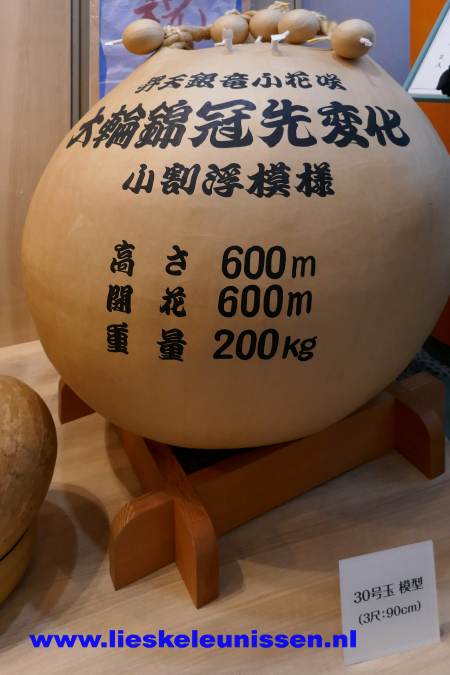 昇天銀竜小花咲
大輪錦冠先変化
小割浮模様
高さ 600m
開花 600m
重量 200kg
30号玉 模型
(3尺:90cm)
www.lieskeleunissen.nl